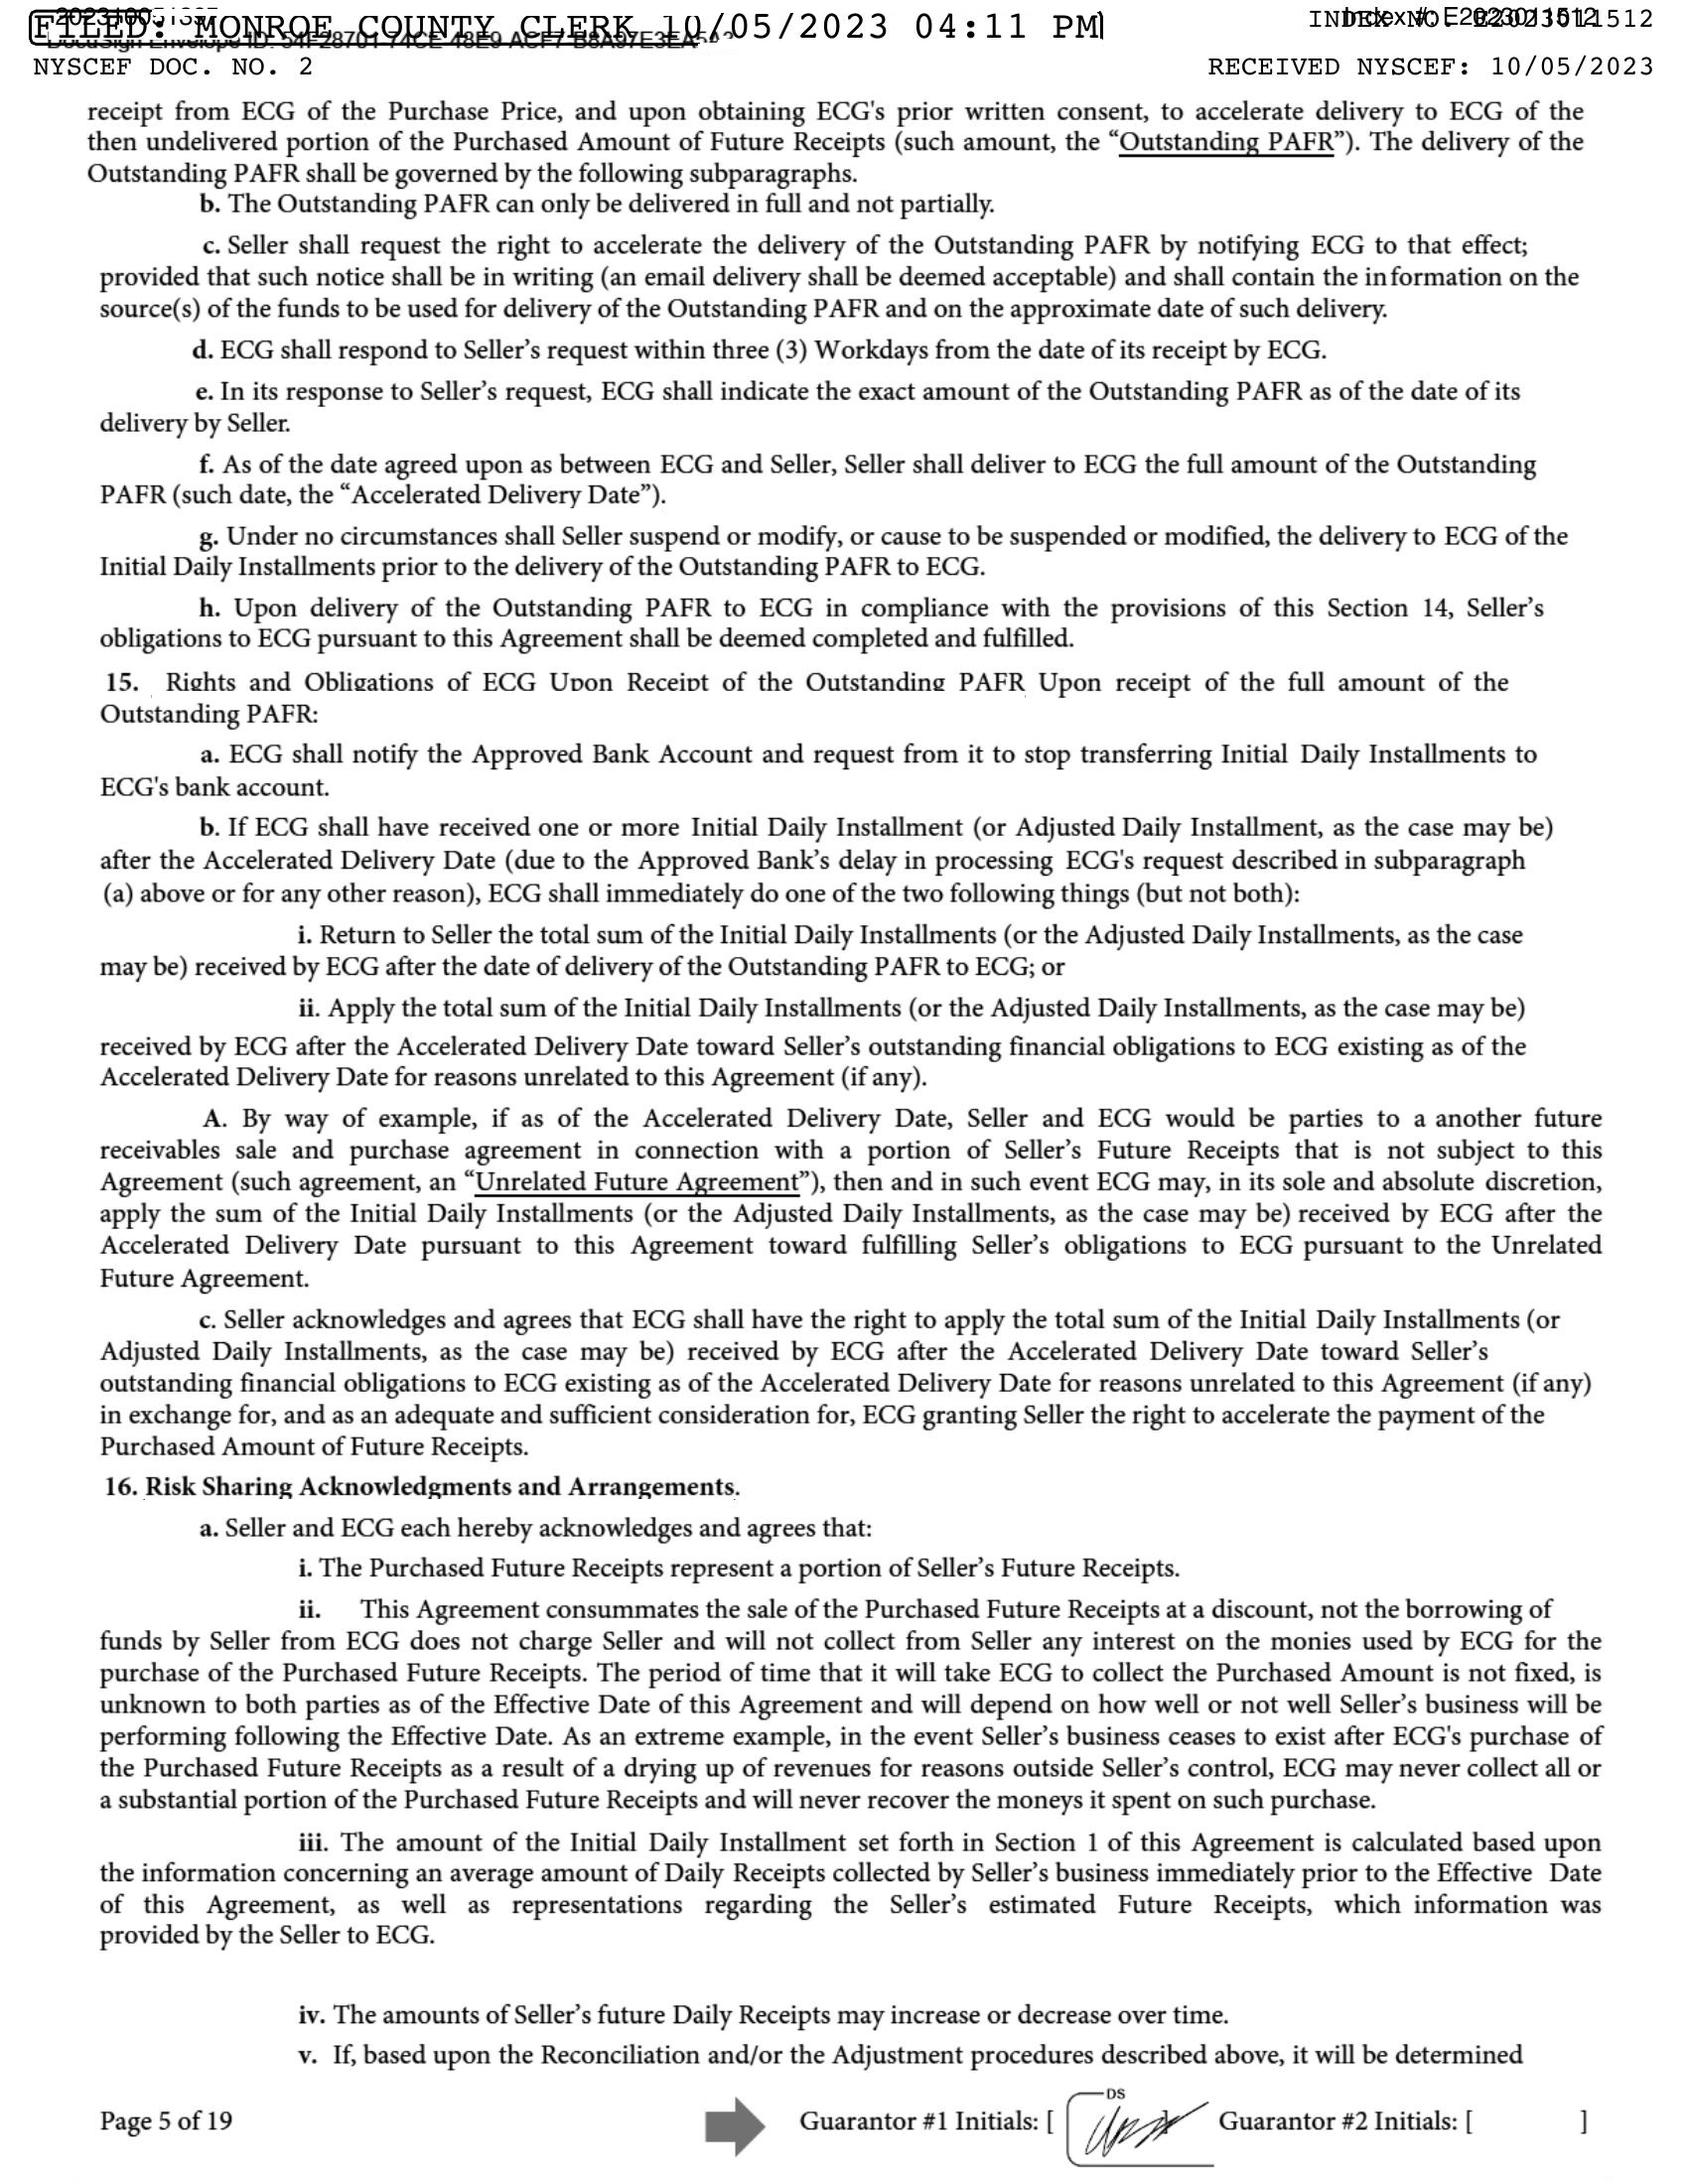 FILED: MONROE COUNTY CLERK 10/05/2023 04:11 PM
INDEX NO. E2023011512
NYSCEF DOC. NO. 2
RECEIVED NYSCEF: 10/05/2023
receipt from ECG of the Purchase Price, and upon obtaining ECG's prior written consent, to accelerate delivery to ECG of the
then undelivered portion of the Purchased Amount of Future Receipts (such amount, the “Outstanding PAFR”). The delivery of the
Outstanding PAFR shall be governed by the following subparagraphs.
b. The Outstanding PAFR can only be delivered in full and not partially.
c. Seller shall request the right to accelerate the delivery of the Outstanding PAFR by notifying ECG to that effect;
provided that such notice shall be in writing (an email delivery shall be deemed acceptable) and shall contain the information on the
source(s) of the funds to be used for delivery of the Outstanding PAFR and on the approximate date of such delivery.
d. ECG shall respond to Seller’s request within three (3) Workdays from the date of its receipt by ECG.
e. In its response to Seller’s request, ECG shall indicate the exact amount of the Outstanding PAFR as of the date of its
delivery by Seller.
f. As of the date agreed upon as between ECG and Seller, Seller shall deliver to ECG the full amount of the Outstanding
PAFR (such date, the “Accelerated Delivery Date”).
g. Under no circumstances shall Seller suspend or modify, or cause to be suspended or modified, the delivery to ECG of the
Initial Daily Installments prior to the delivery of the Outstanding PAFR to ECG.
h. Upon delivery of the Outstanding PAFR to ECG in compliance with the provisions of this Section 14, Seller’s
obligations to ECG pursuant to this Agreement shall be deemed completed and fulfilled.
15. Rights and Obligations of ECG Upon Receipt of the Outstanding PAFR Upon receipt of the full amount of the
Outstanding PAFR:
a. ECG shall notify the Approved Bank Account and request from it to stop transferring Initial Daily Installments to
ECG's bank account.
b. If ECG shall have received one or more Initial Daily Installment (or Adjusted Daily Installment, as the case may be)
after the Accelerated Delivery Date (due to the Approved Bank’s delay in processing ECG's request described in subparagraph
(a) above or for any other reason), ECG shall immediately do one of the two following things (but not both):
i. Return to Seller the total sum of the Initial Daily Installments (or the Adjusted Daily Installments, as the case
may be) received by ECG after the date of delivery of the Outstanding PAFR to ECG; or
ii. Apply the total sum of the Initial Daily Installments (or the Adjusted Daily Installments, as the case may be)
received by ECG after the Accelerated Delivery Date toward Seller’s outstanding financial obligations to ECG existing as of the
Accelerated Delivery Date for reasons unrelated to this Agreement (if any).
A. By way of example, if as of the Accelerated Delivery Date, Seller and ECG would be parties to a another future
receivables sale and purchase agreement in connection with a portion of Seller’s Future Receipts that is not subject to this
Agreement (such agreement, an “Unrelated Future Agreement”), then and in such event ECG may, in its sole and absolute discretion,
apply the sum of the Initial Daily Installments (or the Adjusted Daily Installments, as the case may be) received by ECG after the
Accelerated Delivery Date pursuant to this Agreement toward fulfilling Seller’s obligations to ECG pursuant to the Unrelated
Future Agreement.
c. Seller acknowledges and agrees that ECG shall have the right to apply the total sum of the Initial Daily Installments (or
Adjusted Daily Installments, as the case may be) received by ECG after the Accelerated Delivery Date toward Seller’s
outstanding financial obligations to ECG existing as of the Accelerated Delivery Date for reasons unrelated to this Agreement (if any)
in exchange for, and as an adequate and sufficient consideration for, ECG granting Seller the right to accelerate the payment of the
Purchased Amount of Future Receipts.
16. Risk Sharing Acknowledgments and Arrangements.
a. Seller and ECG each hereby acknowledges and agrees that:
i. The Purchased Future Receipts represent a portion of Seller’s Future Receipts.
ii. This Agreement consummates the sale of the Purchased Future Receipts at a discount, not the borrowing of
funds by Seller from ECG does not charge Seller and will not collect from Seller any interest on the monies used by ECG for the
purchase of the Purchased Future Receipts. The period of time that it will take ECG to collect the Purchased Amount is not fixed, is
unknown to both parties as of the Effective Date of this Agreement and will depend on how well or not well Seller’s business will be
performing following the Effective Date. As an extreme example, in the event Seller’s business ceases to exist after ECG's purchase of
the Purchased Future Receipts as a result of a drying up of revenues for reasons outside Seller’s control, ECG may never collect all or
a substantial portion of the Purchased Future Receipts and will never recover the moneys it spent on such purchase.
iii. The amount of the Initial Daily Installment set forth in Section 1 of this Agreement is calculated based upon
the information concerning an average amount of Daily Receipts collected by Seller’s business immediately prior to the Effective Date
of this Agreement, as well as representations regarding the Seller’s estimated Future Receipts, which information was
provided by the Seller to ECG.
iv. The amounts of Seller’s future Daily Receipts may increase or decrease over time.
v. If, based upon the Reconciliation and/or the Adjustment procedures described above, it will be determined
DS
Page 5 of 19
Guarantor #1 Initials: [ ]
Guarantor #2 Initials: [ ]